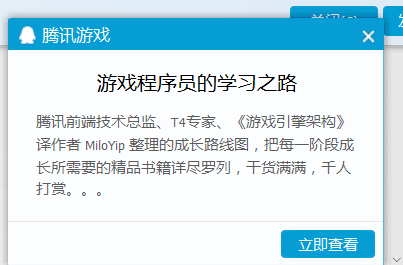 腾讯游戏
游戏程序员的学习之路
腾讯前端技术总监、T4专家、《游戏引擎架构》
译作者 MiloYip 整理的成长路线图，把每一阶段成
长所需要的精品书籍详尽罗列，干货满满，千人
打赏。。。
立即查看